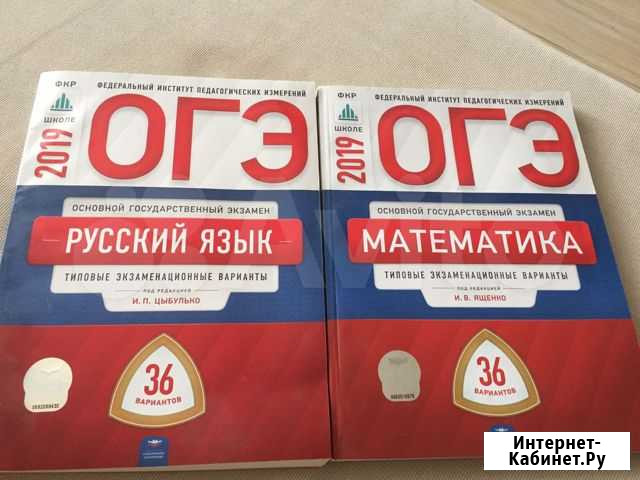 ФКР
ШКОЛЕ
2019
ФЕДЕРАЛЬНЫЙ ИНСТИТУТ ПЕДАГОГИЧЕСКИХ ИЗМЕРЕНИЙ
ОГЭ
ОСНОВНОЙ ГОСУДАРСТВЕННЫЙ ЭКЗАМЕН
РУССКИЙ ЯЗЫК
ТИПОВЫЕ ЭКЗАМЕНАЦИОННЫЕ ВАРИАНТЫ
ПОД РЕДАКЦИЕЙ
И. П. ЦЫБУЛЬКО
36
ВАРИАНТОВ
ФКР
ШКОЛЕ
2019
ФЕДЕРАЛЬНЫЙ ИНСТИТУТ ПЕДАГОГИЧЕСКИХ ИЗМЕРЕНИЙ
ОГЭ
ОСНОВНОЙ ГОСУДАРСТВЕННЫЙ ЭКЗАМЕН
МАТЕМАТИКА
ТИПОВЫЕ ЭКЗАМЕНАЦИОННЫЕ ВАРИАНТЫ
ПОД РЕДАКЦИЕЙ
И. В. ЯЩЕНКО
36
ВАРИАНТОВ
Интернет-
Кабинет.Ру